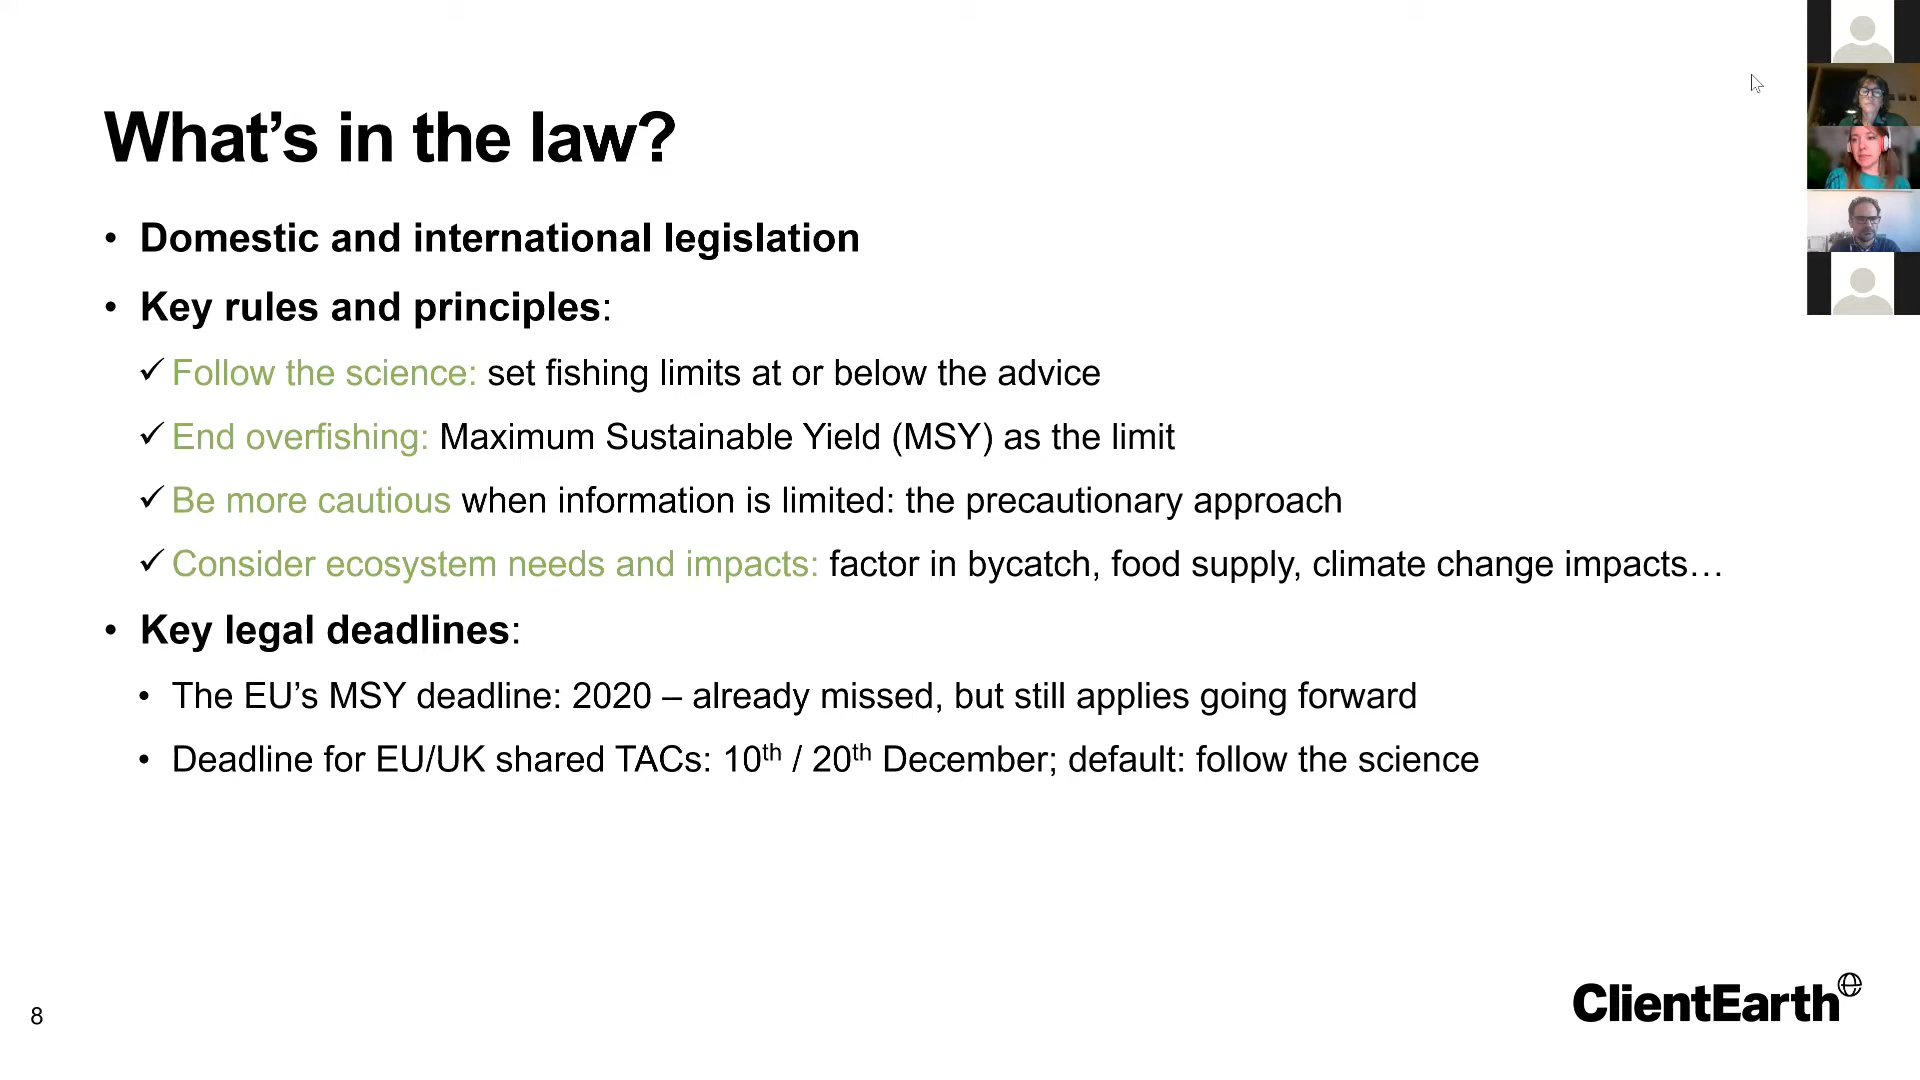 What’s in the law?
• Domestic and international legislation
• Key rules and principles:
✓ Follow the science: set fishing limits at or below the advice
✓ End overfishing: Maximum Sustainable Yield (MSY) as the limit
✓ Be more cautious when information is limited: the precautionary approach
✓ Consider ecosystem needs and impacts: factor in bycatch, food supply, climate change impacts…
• Key legal deadlines:
• The EU’s MSY deadline: 2020 – already missed, but still applies going forward
• Deadline for EU/UK shared TACs: 10th / 20th December; default: follow the science
8
ClientEarth